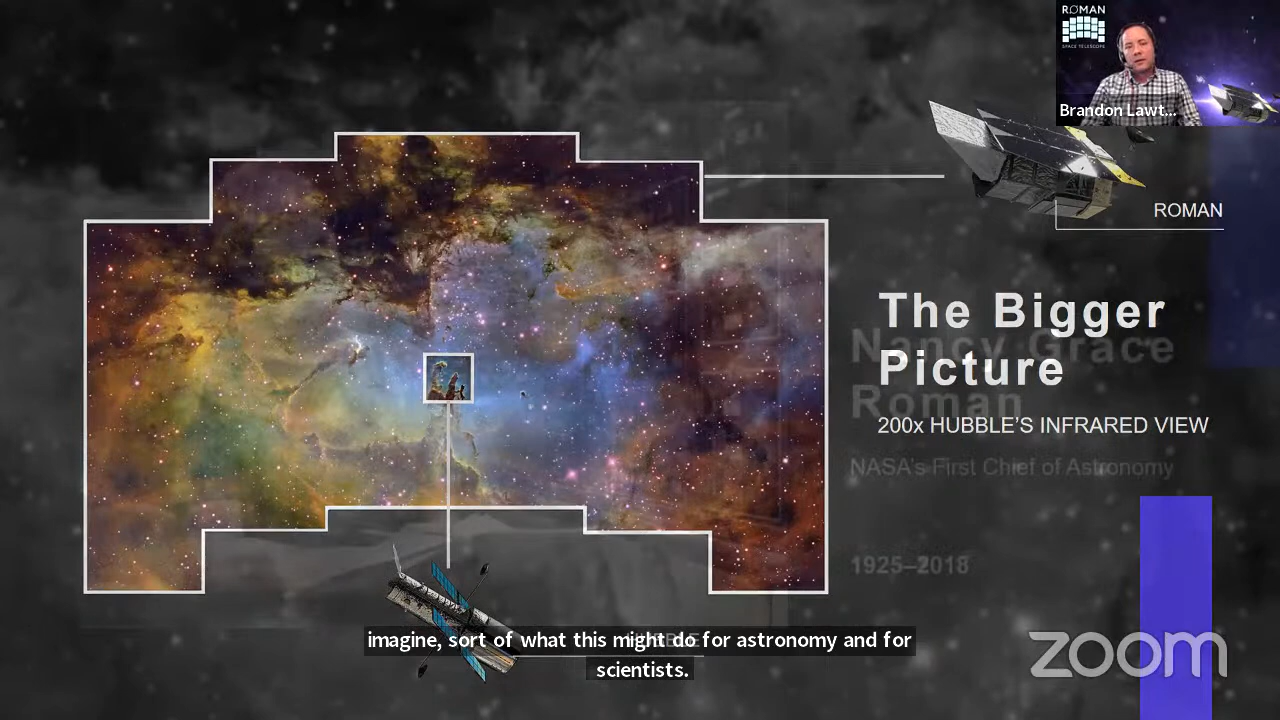 ROMAN
SPACE TELESCOPE
Brandon Lawt...
ROMAN
The Bigger
Picture
200x HUBBLE'S INFRARED VIEW
Nancy Grace
Roman
NASA's First Chief of Astronomy
1925–2018
HUBBLE
imagine, sort of what this might do for astronomy and for
scientists.
zoom